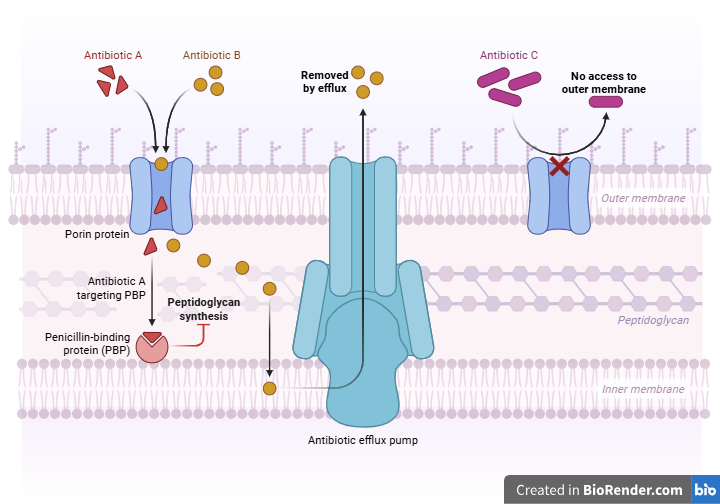 Antibiotic A
Antibiotic B
Antibiotic C
Removed
by efflux
No access to
outer membrane
Outer membrane
Porin protein
Antibiotic A
targeting PBP
Peptidoglycan
synthesis
Peptidoglycan
Penicillin-binding
protein (PBP)
Inner membrane
Antibiotic efflux pump
Created in BioRender.com
bio